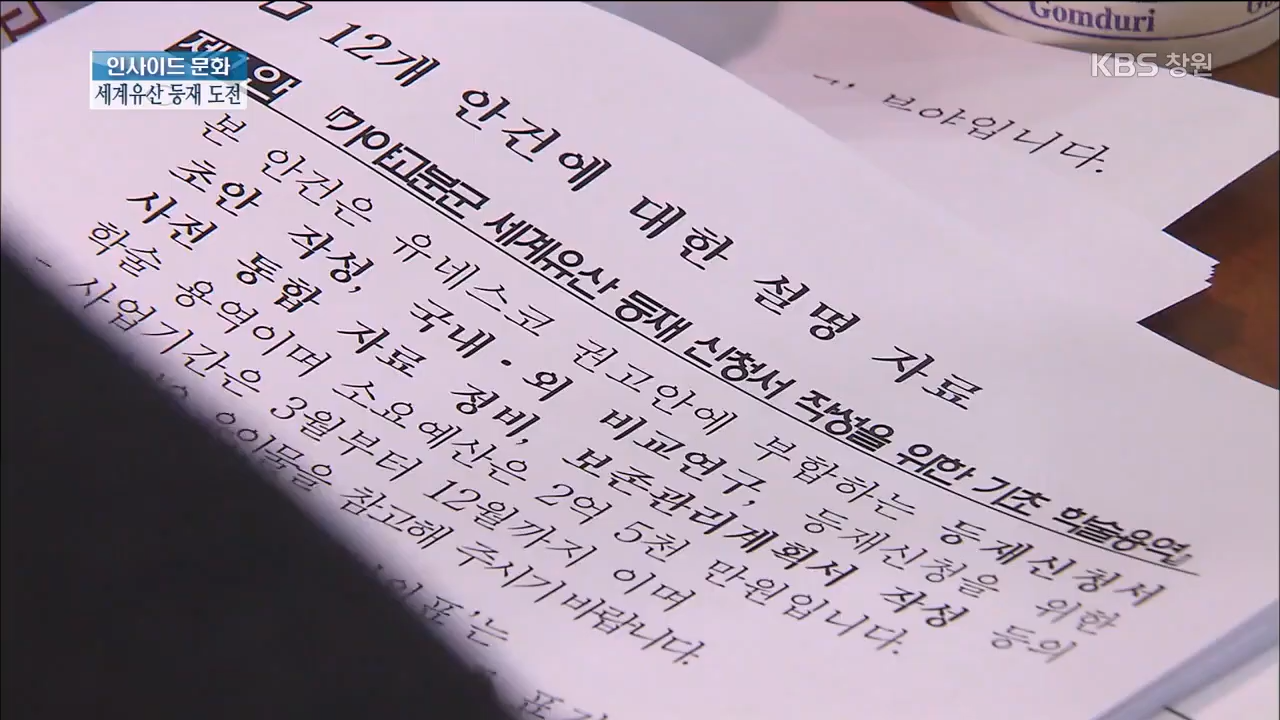 Gomduri
KBS 창원
인사이드 문화
세계유산 등재 도전
12개 안건에 대한 설명 자료
『가야고분군 세계유산 등재 신청서 작성을 위한 기초 학술용역』
본 안건은 유네스코 권고안에 부합하는 등재신청서
초안 작성, 국내·외 비교연구, 등재신청을 위한
사전 통합 자료 정비, 보존관리계획서 작성 등의
학술 용역이며 소요예산은 2억 5천 만원입니다.
- 사업기간은 3월부터 12월까지 이며
참고해 주시기 바랍니다.